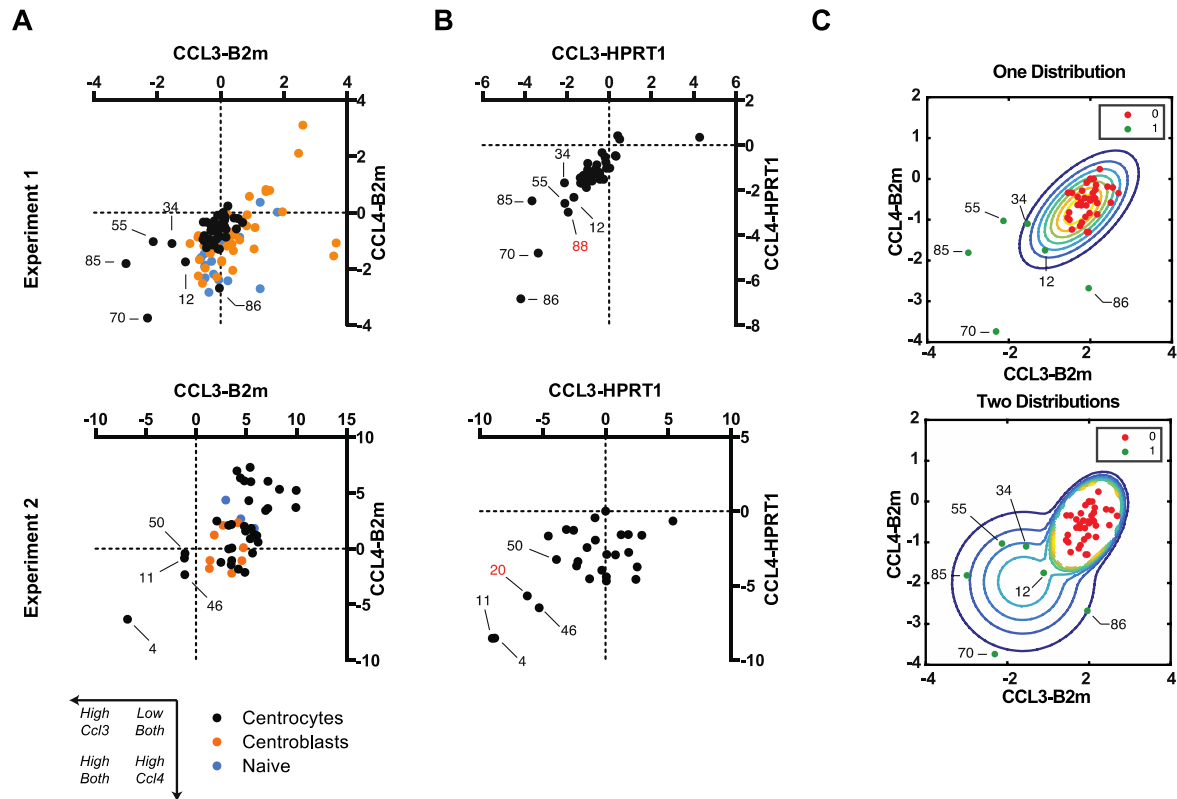 A
B
C
CCL3-B2m
-4 -2 0 2 4
4
2
0
-2
-4
CCL4-B2m
Experiment 1
34
55
85
12
86
70
CCL3-HPRT1
-6 -4 -2 0 2 4 6
2
0
-2
-4
-6
-8
CCL4-HPRT1
34
55
85
12
88
70
86
One Distribution
2
1
0
-1
-2
-3
-4
CCL4-B2m
0
1
55
34
85
12
86
70
-4 -2 2 4
CCL3-B2m
CCL3-B2m
-10 -5 0 5 10 15
10
5
0
-5
-10
CCL4-B2m
Experiment 2
50
11
46
4
CCL3-HPRT1
-10 -5 0 5 10
5
0
-5
-10
CCL4-HPRT1
50
20
11
46
4
Two Distributions
2
1
0
-1
-2
-3
-4
CCL4-B2m
0
1
34
55
85
12
86
70
-4 -2 2 4
CCL3-B2m
High Low
Ccl3 Both
High High
Both Ccl4
Centrocytes
Centroblasts
Naive